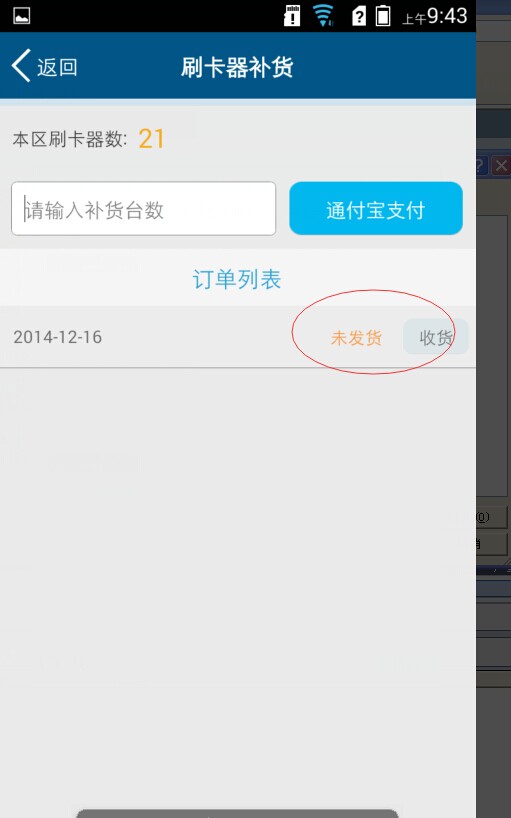 上午9:43
返回
刷卡器补货
本区刷卡器数: 21
请输入补货台数
通付宝支付
订单列表
2014-12-16
未发货
收货